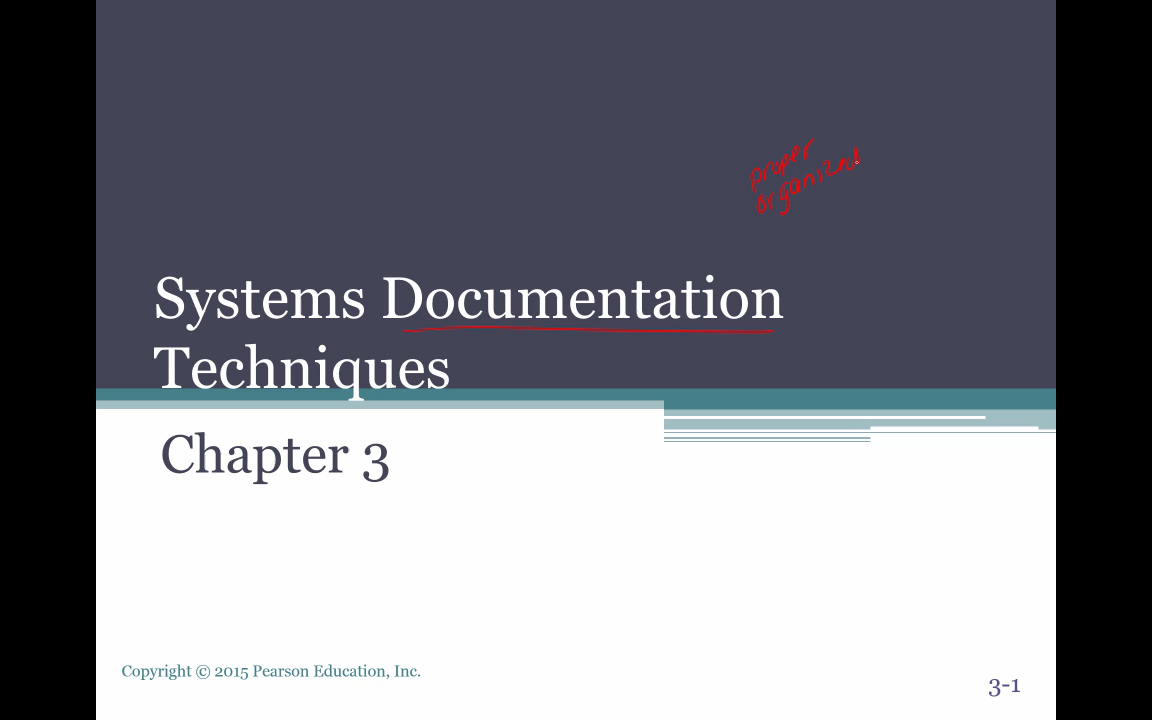 proper
organized
Systems Documentation
Techniques
Chapter 3
Copyright © 2015 Pearson Education, Inc.
3-1